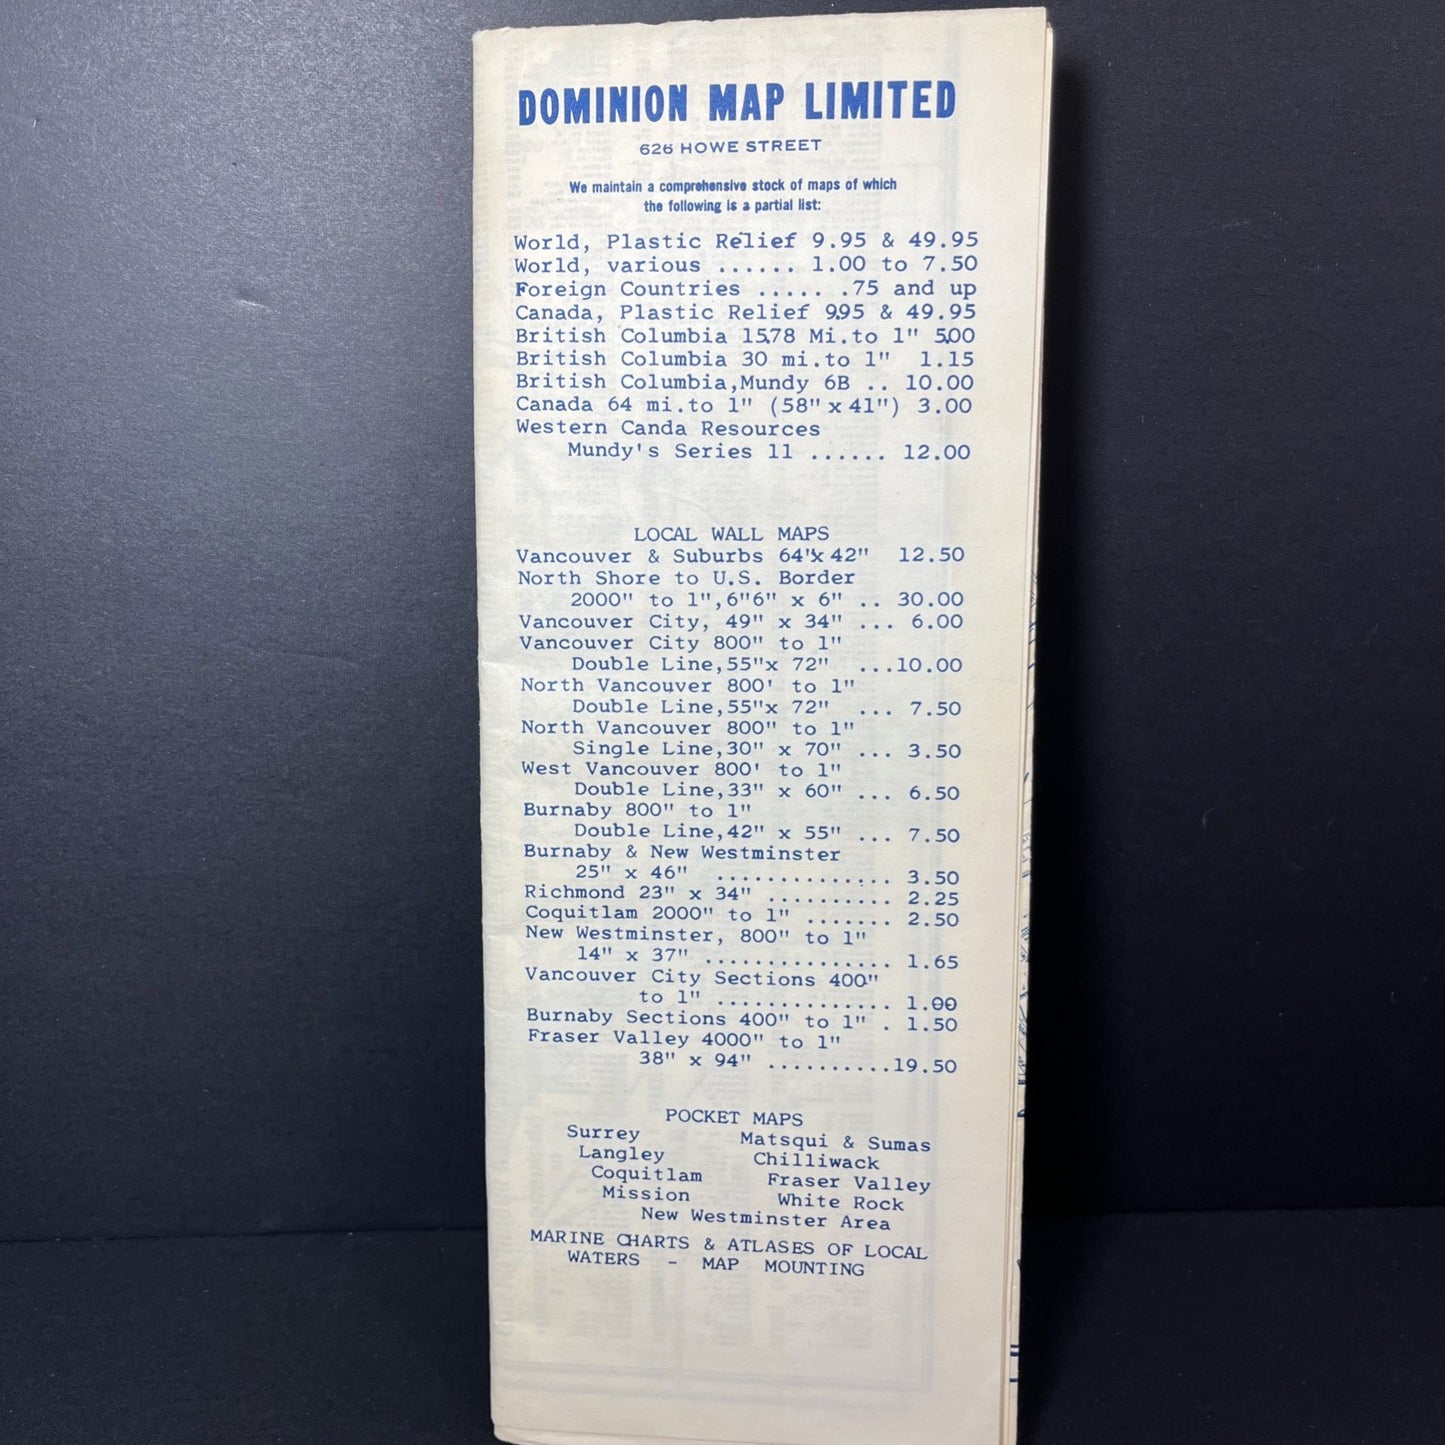 DOMINION MAP LIMITED
626 HOWE STREET
We maintain a comprehensive stock of maps of which
the following is a partial list:
World, Plastic Relief 9.95 & 49.95
World, various ...... 1.00 to 7.50
Foreign Countries ..... .75 and up
Canada, Plastic Relief 9.95 & 49.95
British Columbia 15.78 Mi.to 1" 5.00
British Columbia 30 mi.to 1" 1.15
British Columbia,Mundy 6B .. 10.00
Canada 64 mi.to 1" (58" x 41") 3.00
Western Canda Resources
Mundy's Series 11 ...... 12.00
LOCAL WALL MAPS
Vancouver & Suburbs 64"x 42" 12.50
North Shore to U.S. Border
2000" to 1",6"6" x 6" .. 30.00
Vancouver City, 49" x 34" ... 6.00
Vancouver City 800" to 1"
Double Line,55"x 72" ...10.00
North Vancouver 800' to 1"
Double Line,55"x 72" ... 7.50
North Vancouver 800" to 1"
Single Line,30" x 70" ... 3.50
West Vancouver 800' to 1"
Double Line,33" x 60" ... 6.50
Burnaby 800" to 1"
Double Line,42" x 55" ... 7.50
Burnaby & New Westminster
25" x 46" .............. 3.50
Richmond 23" x 34" .......... 2.25
Coquitlam 2000" to 1" ....... 2.50
New Westminster, 800" to 1"
14" x 37" ............... 1.65
Vancouver City Sections 400"
to 1" .............. 1.00
Burnaby Sections 400" to 1" . 1.50
Fraser Valley 4000" to 1"
38" x 94" ..........19.50
POCKET MAPS
Surrey Matsqui & Sumas
Langley Chilliwack
Coquitlam Fraser Valley
Mission White Rock
New Westminster Area
MARINE CHARTS & ATLASES OF LOCAL
WATERS - MAP MOUNTING